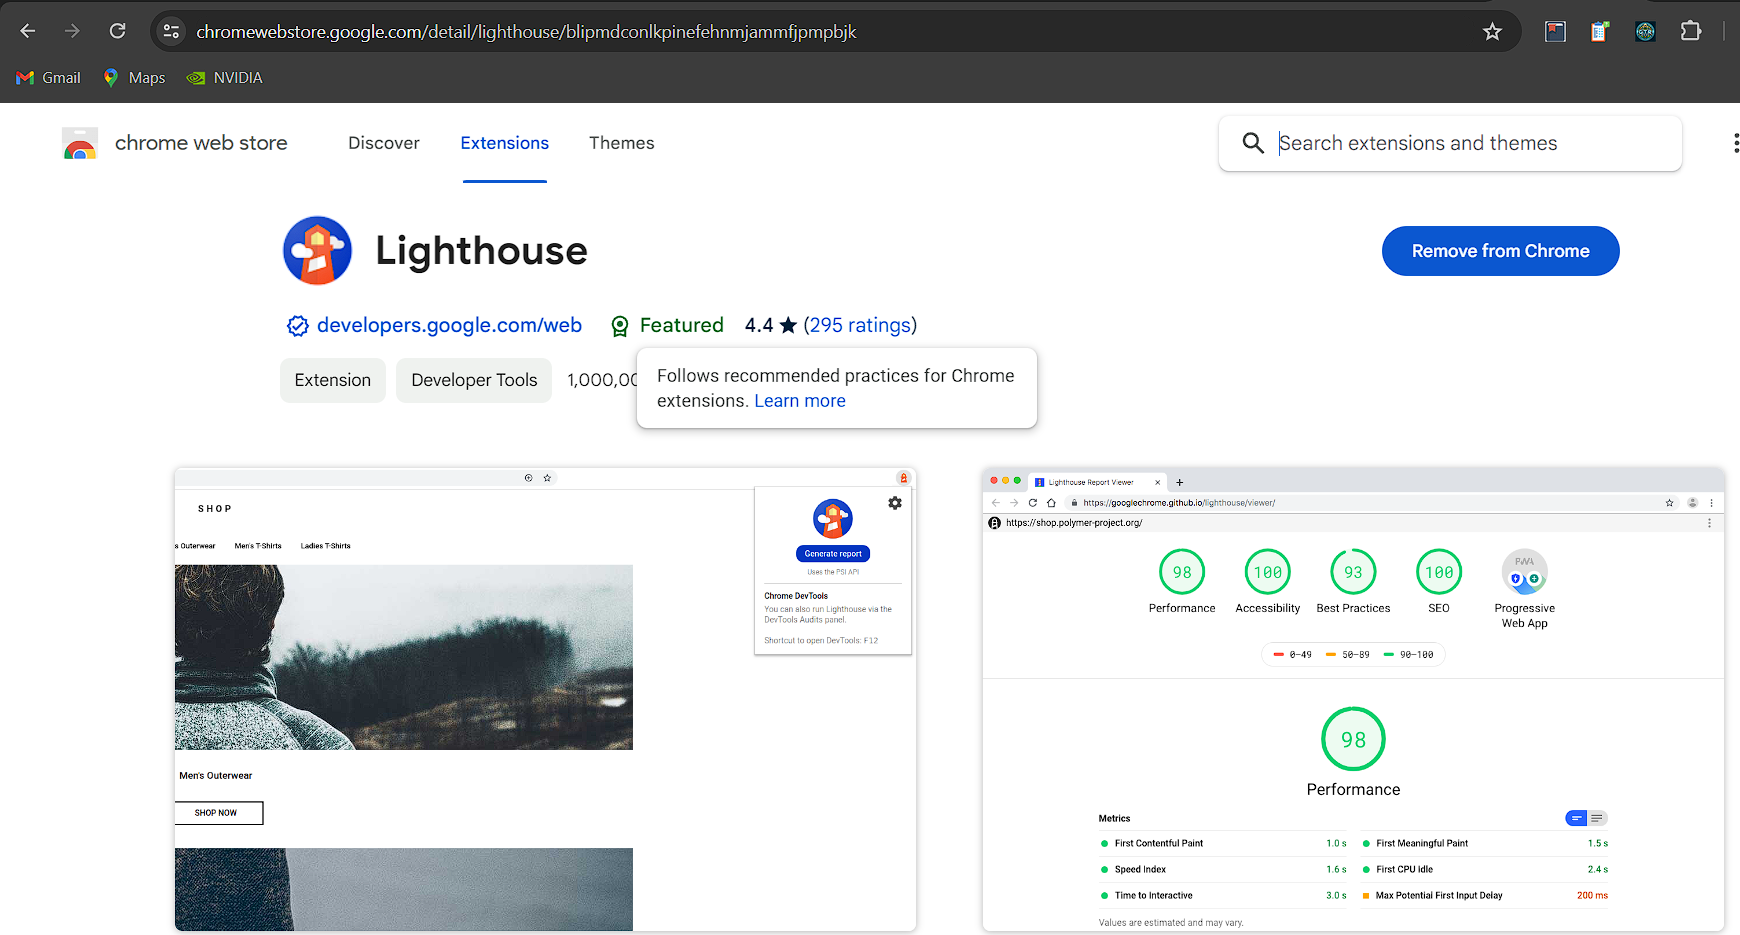 chromewebstore.google.com/detail/lighthouse/blipmdconlkpinefehnmjammfjpmpbjk
Gmail Maps NVIDIA
chrome web store Discover Extensions Themes Search extensions and themes
Lighthouse Remove from Chrome
developers.google.com/web Featured 4.4 ★ (295 ratings)
Extension Developer Tools 1,000,00
Follows recommended practices for Chrome
extensions. Learn more
SHOP
s Outerwear Men's T-Shirts Ladies T-Shirts
Generate report
Uses the PSI API
Chrome DevTools
You can also run Lighthouse via the
DevTools Audits panel.
Shortcut to open DevTools: F12
Men's Outerwear
SHOP NOW
Lighthouse Report Viewer
https://googlechrome.github.io/lighthouse/viewer/
https://shop.polymer-project.org/
98 100 93 100 PWA
Performance Accessibility Best Practices SEO Progressive
Web App
0–49 50–89 90–100
98
Performance
Metrics
First Contentful Paint 1.0 s First Meaningful Paint 1.5 s
Speed Index 1.6 s First CPU Idle 2.4 s
Time to Interactive 3.0 s Max Potential First Input Delay 200 ms
Values are estimated and may vary.